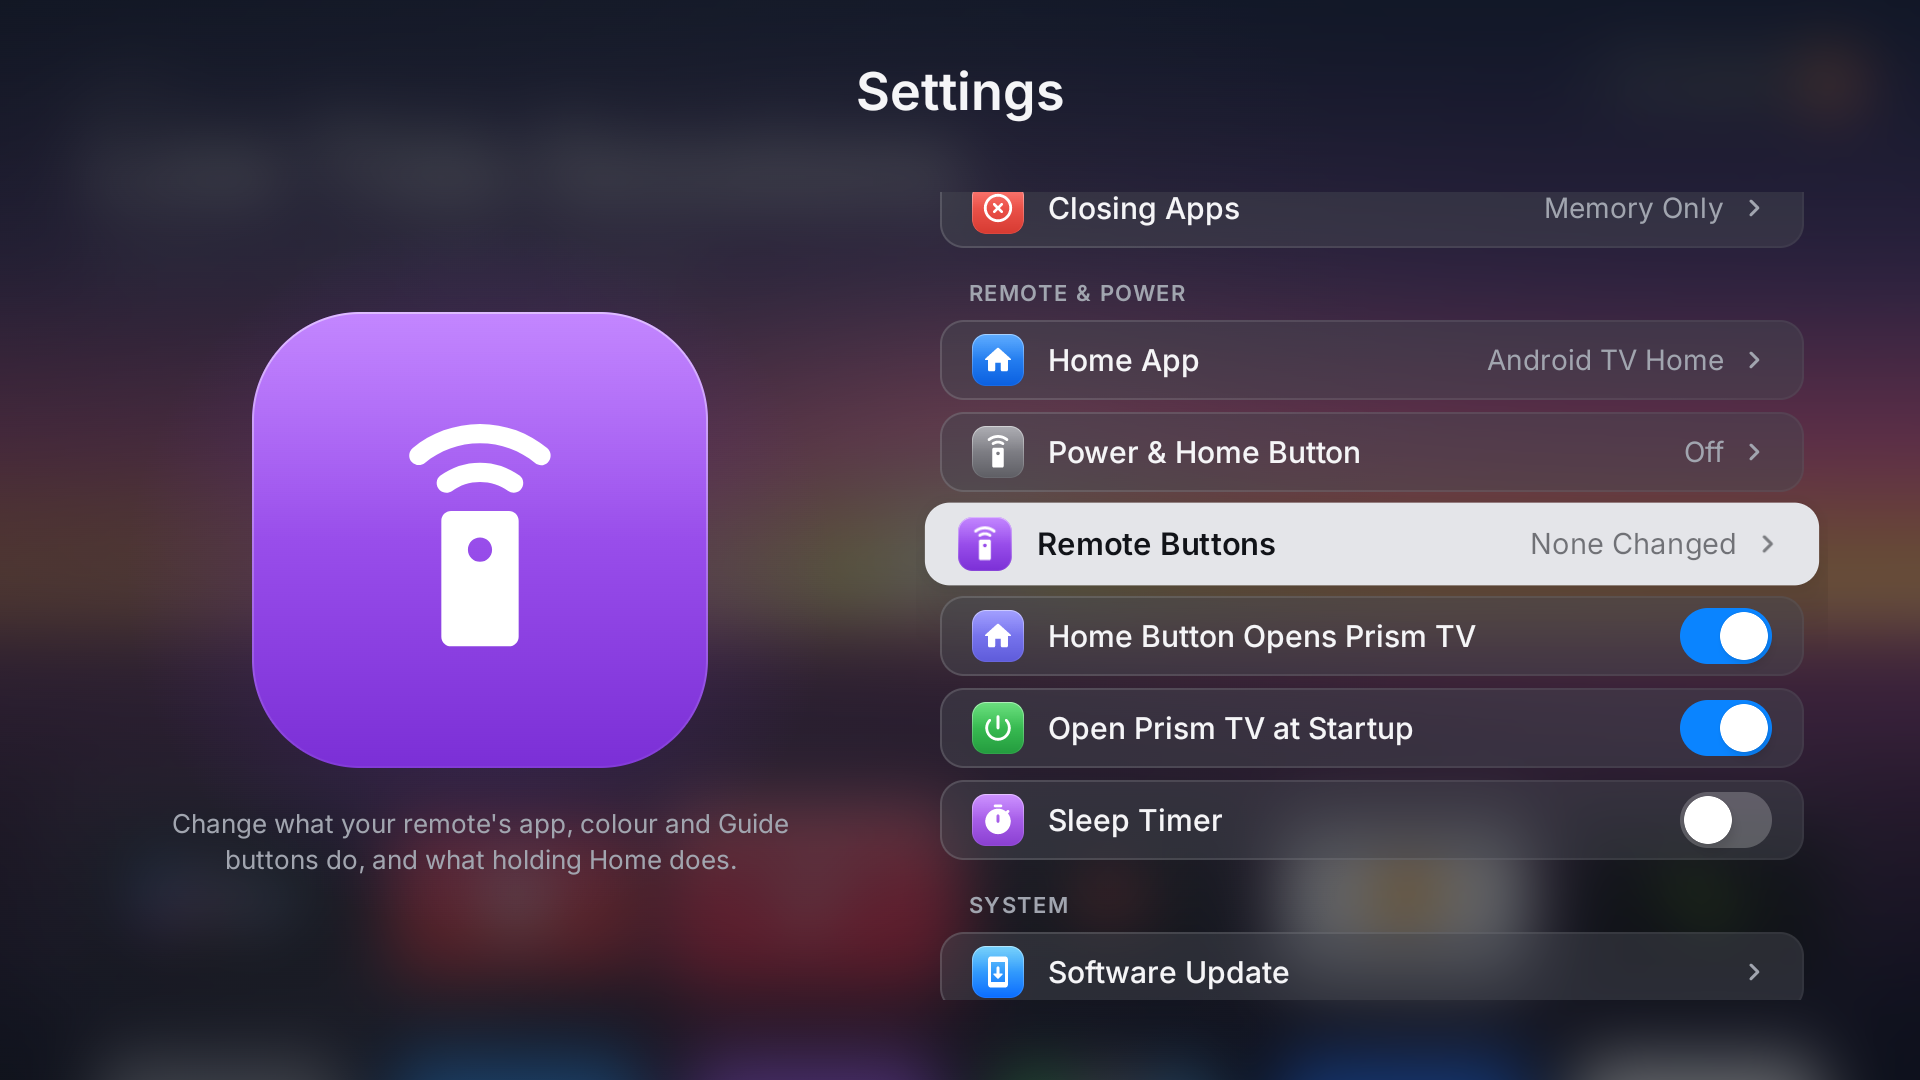 Settings
Closing Apps Memory Only
REMOTE & POWER
Home App Android TV Home
Power & Home Button Off
Remote Buttons None Changed
Home Button Opens Prism TV
Open Prism TV at Startup
Sleep Timer
SYSTEM
Software Update
Change what your remote's app, colour and Guide
buttons do, and what holding Home does.